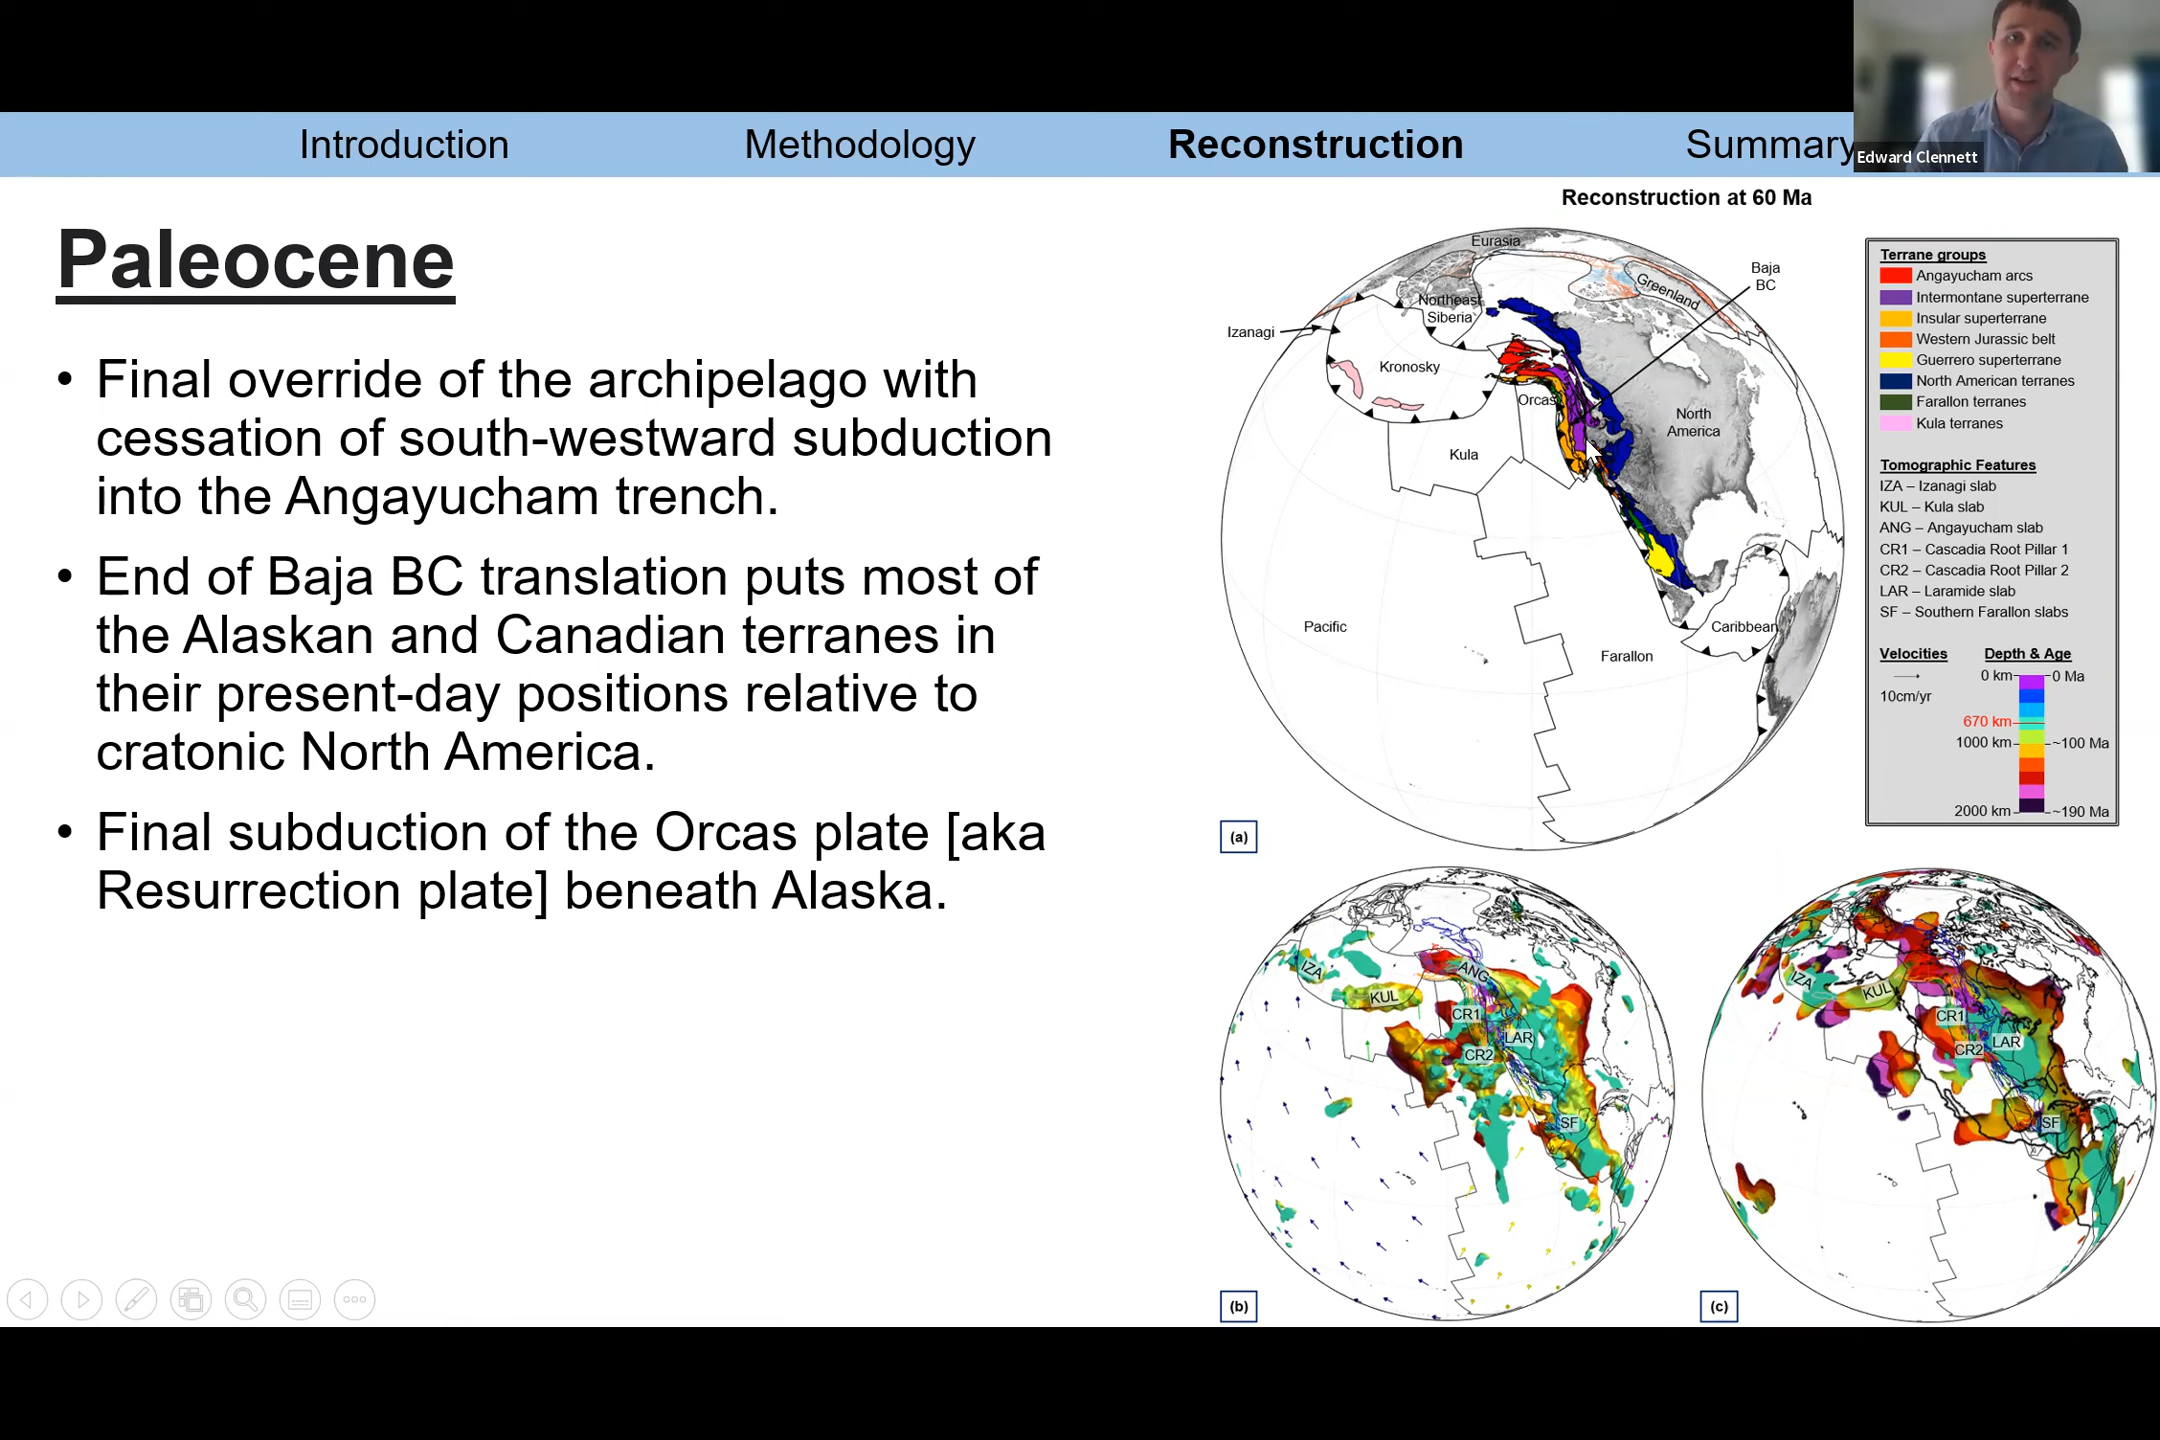 Introduction Methodology Reconstruction Summary
Edward Clennett
Paleocene
• Final override of the archipelago with
cessation of south-westward subduction
into the Angayucham trench.
• End of Baja BC translation puts most of
the Alaskan and Canadian terranes in
their present-day positions relative to
cratonic North America.
• Final subduction of the Orcas plate [aka
Resurrection plate] beneath Alaska.
Reconstruction at 60 Ma
Eurasia
Baja
BC
Greenland
Northeast
Siberia
Izanagi
Kronosky
Orcas
North
America
Kula
Pacific
Farallon
Caribbean
(a)
Terrane groups
Angayucham arcs
Intermontane superterrane
Insular superterrane
Western Jurassic belt
Guerrero superterrane
North American terranes
Farallon terranes
Kula terranes
Tomographic Features
IZA – Izanagi slab
KUL – Kula slab
ANG – Angayucham slab
CR1 – Cascadia Root Pillar 1
CR2 – Cascadia Root Pillar 2
LAR – Laramide slab
SF – Southern Farallon slabs
Velocities Depth & Age
0 km 0 Ma
10cm/yr
670 km
1000 km ~100 Ma
2000 km ~190 Ma
IZA
KUL
ANG
CR1
LAR
CR2
SF
(b)
IZA
KUL
CR1
LAR
CR2
SF
(c)